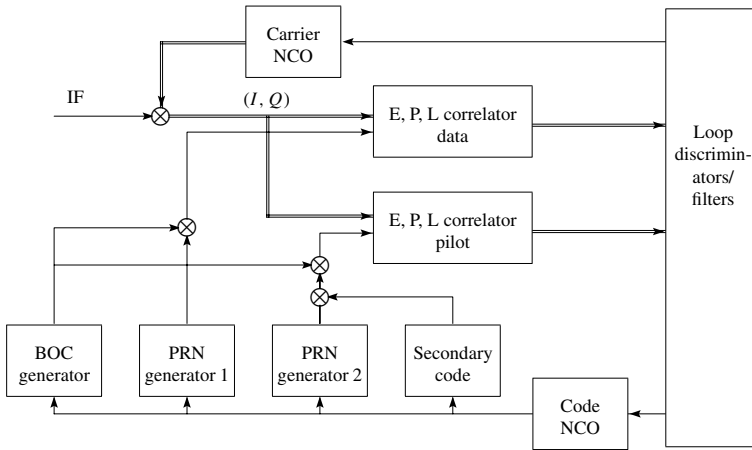 Carrier
NCO
IF
(I, Q)
E, P, L correlator
data
Loop
discrimin-
ators/
filters
E, P, L correlator
pilot
BOC
generator
PRN
generator 1
PRN
generator 2
Secondary
code
Code
NCO